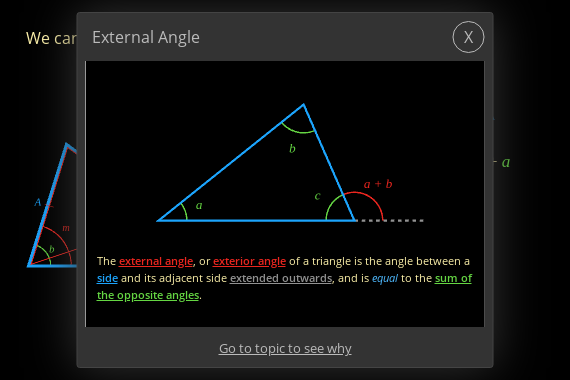 External Angle
X
We can
b
a
c
a + b
a
A
m
b
The external angle, or exterior angle of a triangle is the angle between a
side and its adjacent side extended outwards, and is equal to the sum of
the opposite angles.
Go to topic to see why